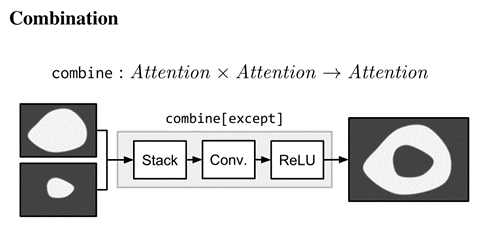 Combination
combine : Attention × Attention → Attention
combine[except]
Stack
Conv.
ReLU